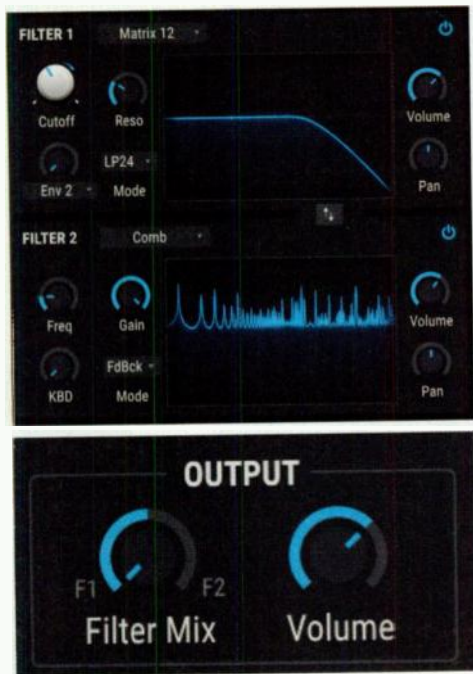 FILTER 1 Matrix 12
Cutoff Reso Volume
LP24
Env 2 Mode Pan
FILTER 2 Comb
Freq Gain Volume
FdBck
KBD Mode Pan
OUTPUT
F1 F2
Filter Mix Volume